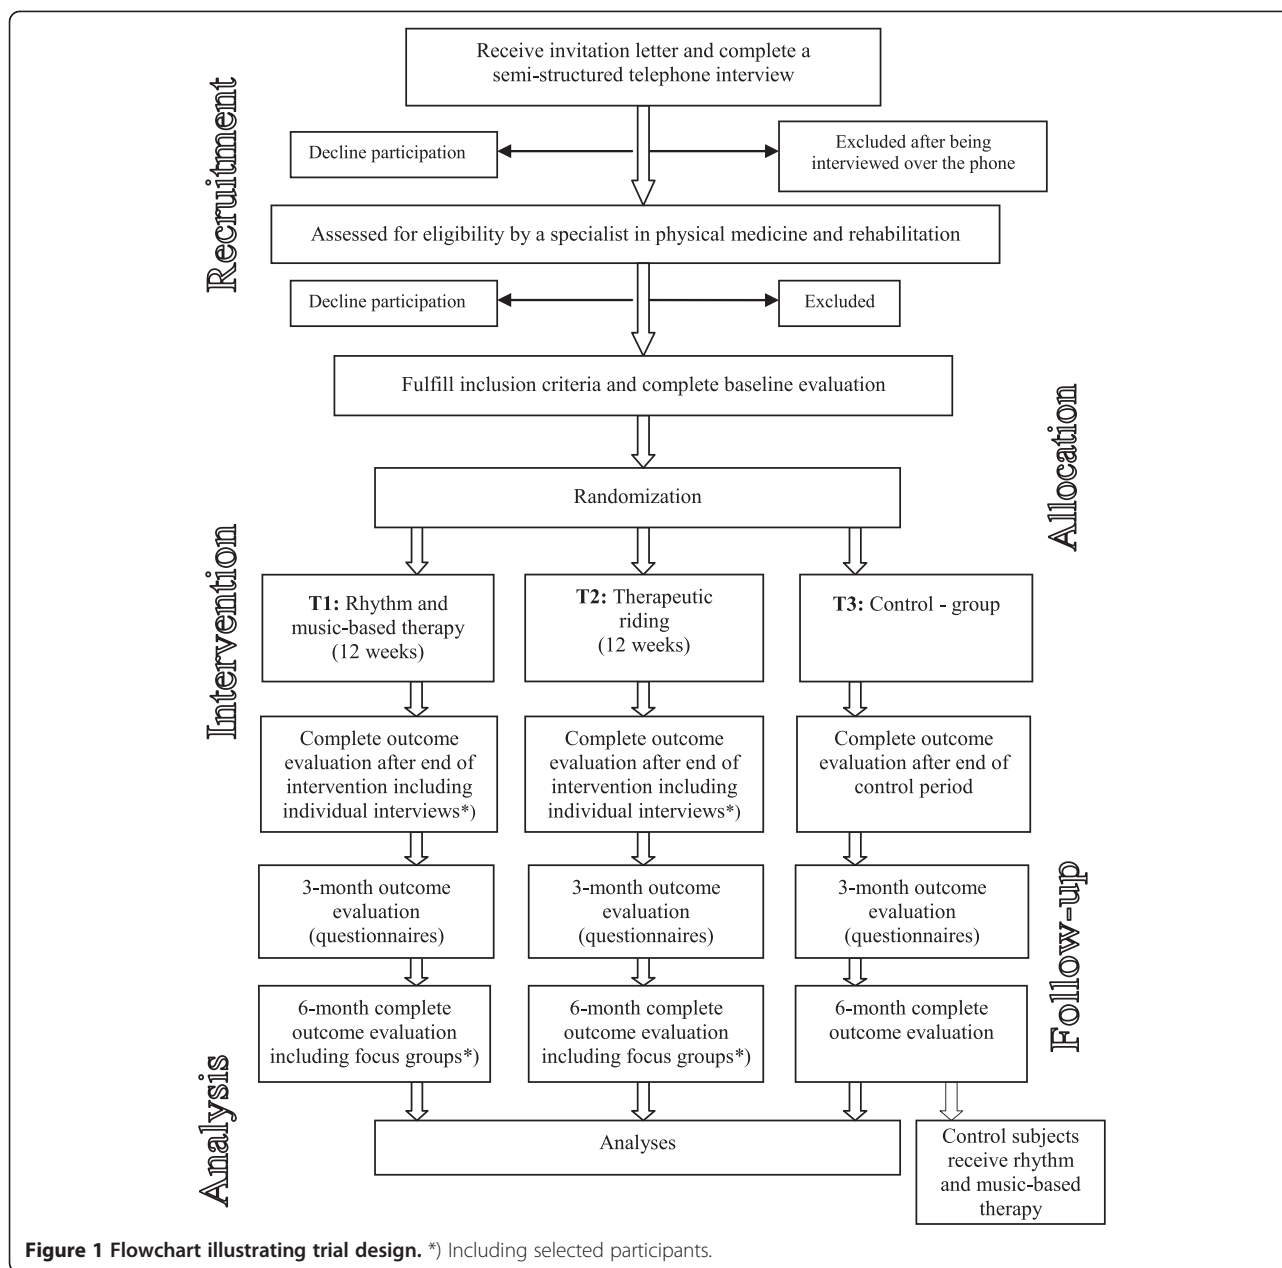 Receive invitation letter and complete a
semi-structured telephone interview
Recruitment
Decline participation
Excluded after being
interviewed over the phone
Assessed for eligibility by a specialist in physical medicine and rehabilitation
Decline participation
Excluded
Fulfill inclusion criteria and complete baseline evaluation
Allocation
Randomization
Intervention
T1: Rhythm and
music-based therapy
(12 weeks)
T2: Therapeutic
riding
(12 weeks)
T3: Control - group
Complete outcome
evaluation after end of
intervention including
individual interviews*)
Complete outcome
evaluation after end of
intervention including
individual interviews*)
Complete outcome
evaluation after end of
control period
Follow-up
3-month outcome
evaluation
(questionnaires)
3-month outcome
evaluation
(questionnaires)
3-month outcome
evaluation
(questionnaires)
6-month complete
outcome evaluation
including focus groups*)
6-month complete
outcome evaluation
including focus groups*)
6-month complete
outcome evaluation
Analysis
Analyses
Control subjects
receive rhythm
and music-based
therapy
Figure 1 Flowchart illustrating trial design. *) Including selected participants.